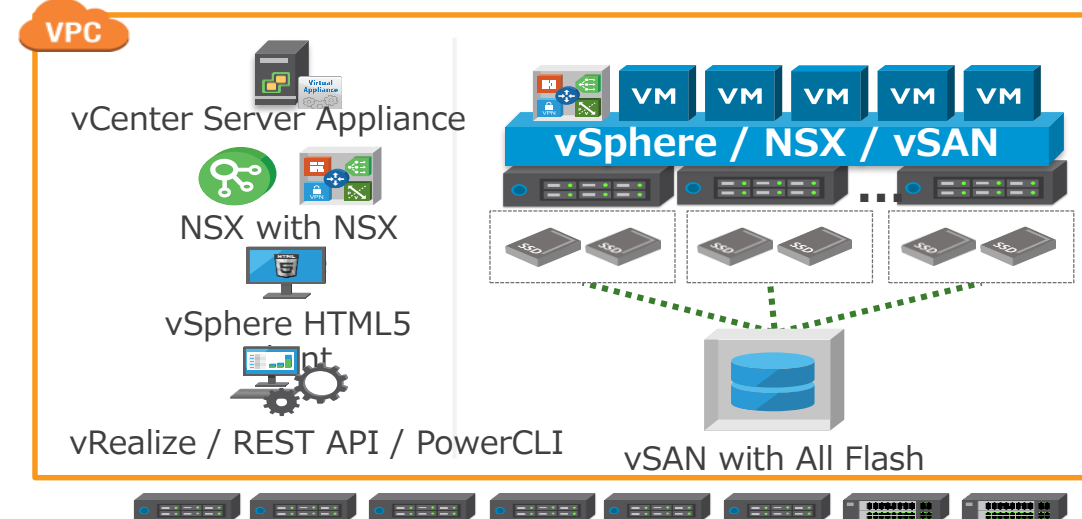 VPC
Virtual
Appliance
vCenter Server Appliance
VPN
NSX with NSX
HTML
vSphere HTML5
vRealize / REST API / PowerCLI
VPN
VM VM VM VM VM
vSphere / NSX / vSAN
...
SSD SSD SSD SSD SSD SSD
vSAN with All Flash